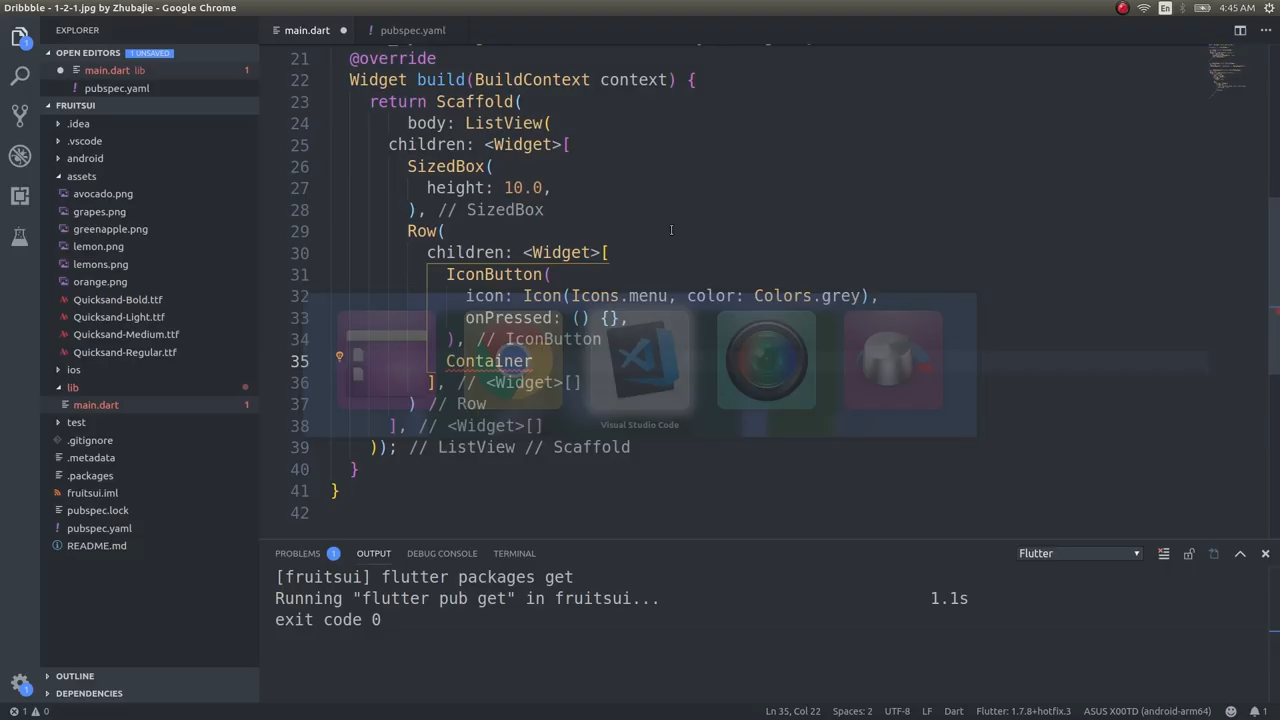 Dribbble - 1-2-1.jpg by Zhubajie - Google Chrome
En
4:45 AM
EXPLORER
main.dart
pubspec.yaml
OPEN EDITORS 1 UNSAVED
main.dart lib 1
pubspec.yaml
FRUITSUI
.idea
.vscode
android
assets
avocado.png
grapes.png
greenapple.png
lemon.png
lemons.png
orange.png
Quicksand-Bold.ttf
Quicksand-Light.ttf
Quicksand-Medium.ttf
Quicksand-Regular.ttf
ios
lib
main.dart 1
test
.gitignore
.metadata
.packages
fruitsui.iml
pubspec.lock
pubspec.yaml
README.md
OUTLINE
DEPENDENCIES
21 @override
22 Widget build(BuildContext context) {
23 return Scaffold(
24 body: ListView(
25 children: <Widget>[
26 SizedBox(
27 height: 10.0,
28 ), // SizedBox
29 Row(
30 children: <Widget>[
31 IconButton(
32 icon: Icon(Icons.menu, color: Colors.grey),
33 onPressed: () {},
34 ), // IconButton
35 Container
36 ], // <Widget>[]
37 ) // Row
38 ], // <Widget>[]
39 )); // ListView // Scaffold
40 }
41 }
42
Visual Studio Code
PROBLEMS 1 OUTPUT DEBUG CONSOLE TERMINAL
Flutter
[fruitsui] flutter packages get
Running "flutter pub get" in fruitsui... 1.1s
exit code 0
1 0
Ln 35, Col 22 Spaces: 2 UTF-8 LF Dart Flutter: 1.7.8+hotfix.3 ASUS X00TD (android-arm64) 1